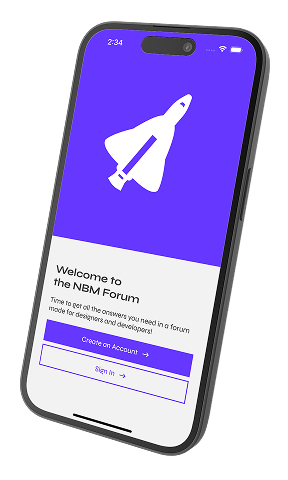 2:34
Welcome to
the NBM Forum
Time to get all the answers you need in a forum
made for designers and developers!
Create an Account →
Sign In →